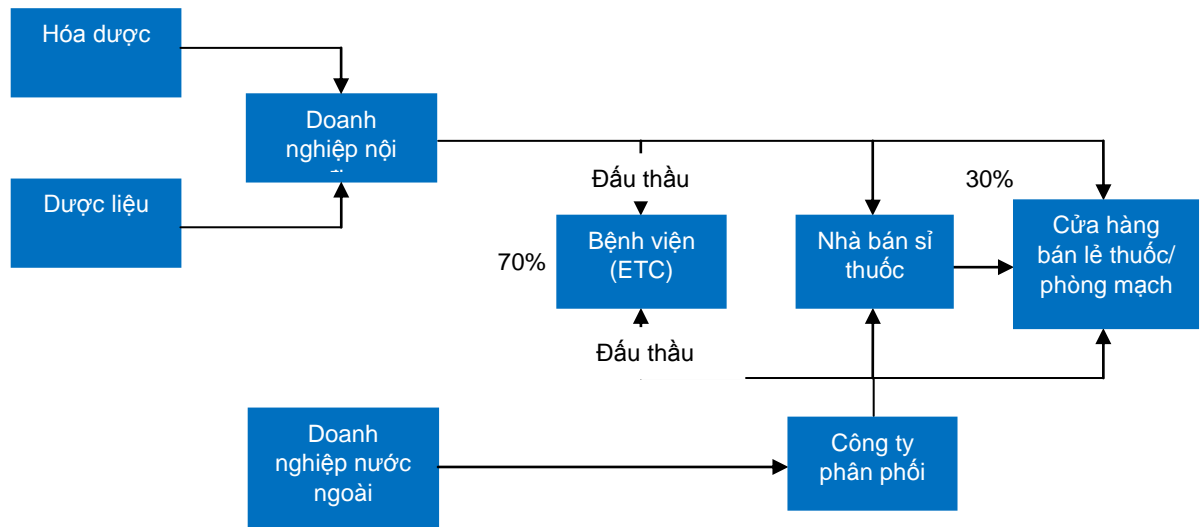 Hóa dược
Doanh
nghiệp nội
Dược liệu
Đấu thầu
30%
70%
Bệnh viện
(ETC)
Nhà bán sỉ
thuốc
Cửa hàng
bán lẻ thuốc/
phòng mạch
Đấu thầu
Doanh
nghiệp nước
ngoài
Công ty
phân phối